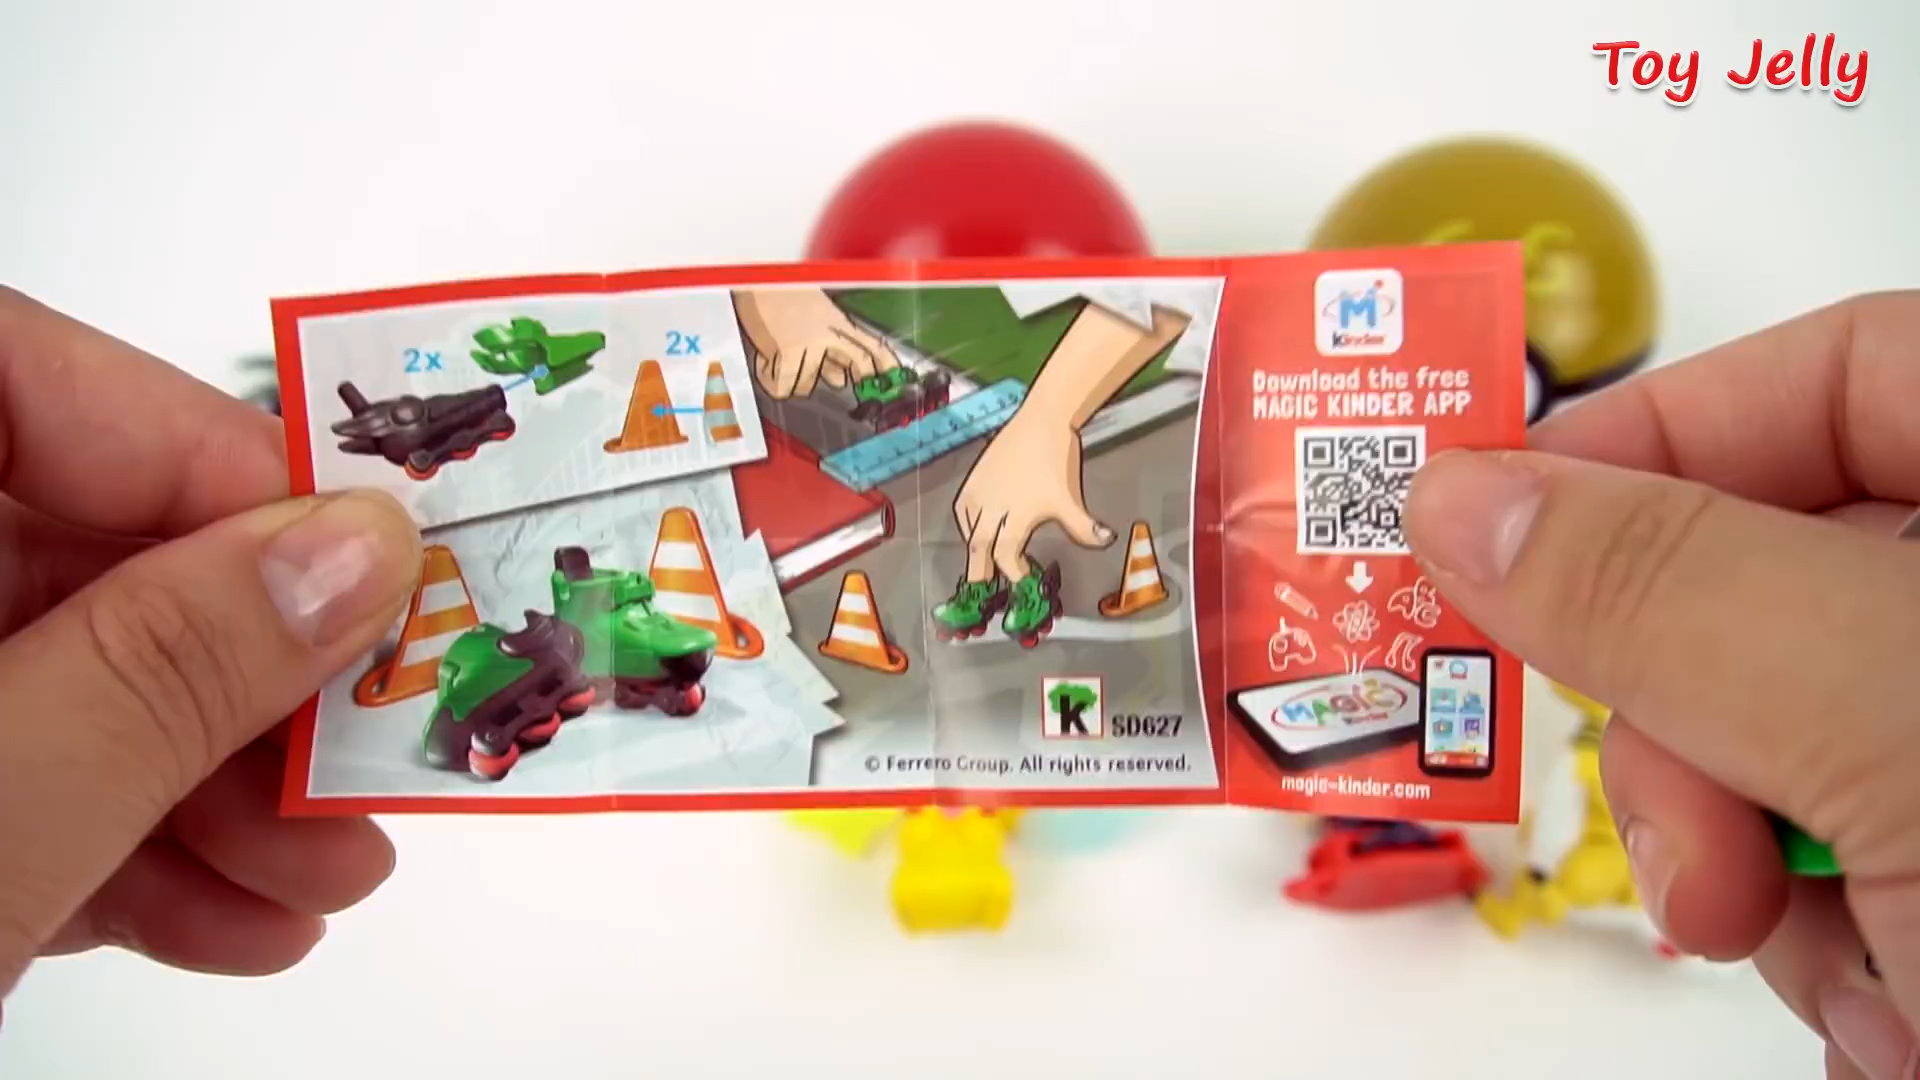 Toy Jelly
2x
2x
M
kinder
Download the free
MAGIC KINDER APP
k
SD627
© Ferrero Group. All rights reserved.
MAGIC
kinder
magic-kinder.com